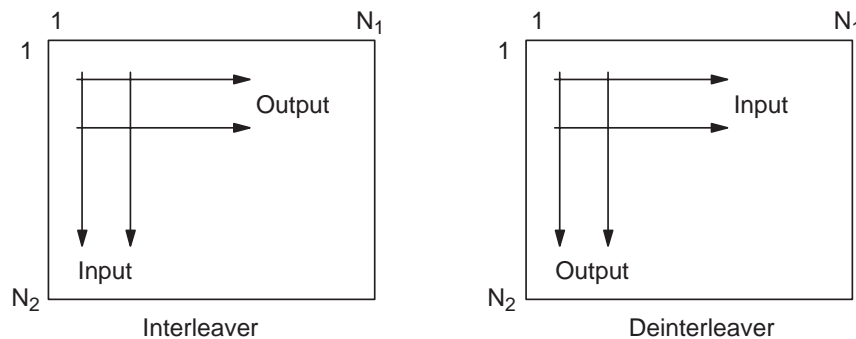 1 N₁
1
Output
Input
N₂
Interleaver
1 N₁
1
Input
Output
N₂
Deinterleaver